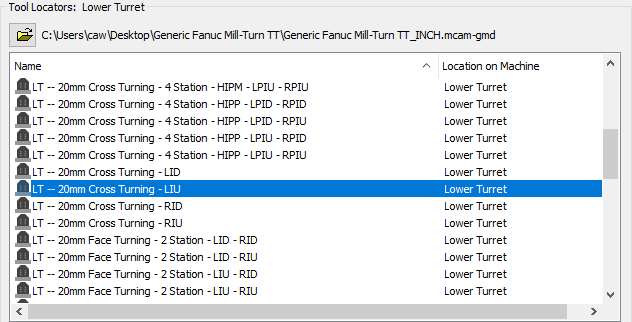 Tool Locators: Lower Turret
C:\Users\caw\Desktop\Generic Fanuc Mill-Turn TT\Generic Fanuc Mill-Turn TT_INCH.mcam-gmd
Name Location on Machine
LT -- 20mm Cross Turning - 4 Station - HIPM - LPIU - RPIU Lower Turret
LT -- 20mm Cross Turning - 4 Station - HIPP - LPID - RPID Lower Turret
LT -- 20mm Cross Turning - 4 Station - HIPP - LPID - RPIU Lower Turret
LT -- 20mm Cross Turning - 4 Station - HIPP - LPIU - RPID Lower Turret
LT -- 20mm Cross Turning - 4 Station - HIPP - LPIU - RPIU Lower Turret
LT -- 20mm Cross Turning - LID Lower Turret
LT -- 20mm Cross Turning - LIU Lower Turret
LT -- 20mm Cross Turning - RID Lower Turret
LT -- 20mm Cross Turning - RIU Lower Turret
LT -- 20mm Face Turning - 2 Station - LID - RID Lower Turret
LT -- 20mm Face Turning - 2 Station - LID - RIU Lower Turret
LT -- 20mm Face Turning - 2 Station - LIU - RID Lower Turret
LT -- 20mm Face Turning - 2 Station - LIU - RIU Lower Turret